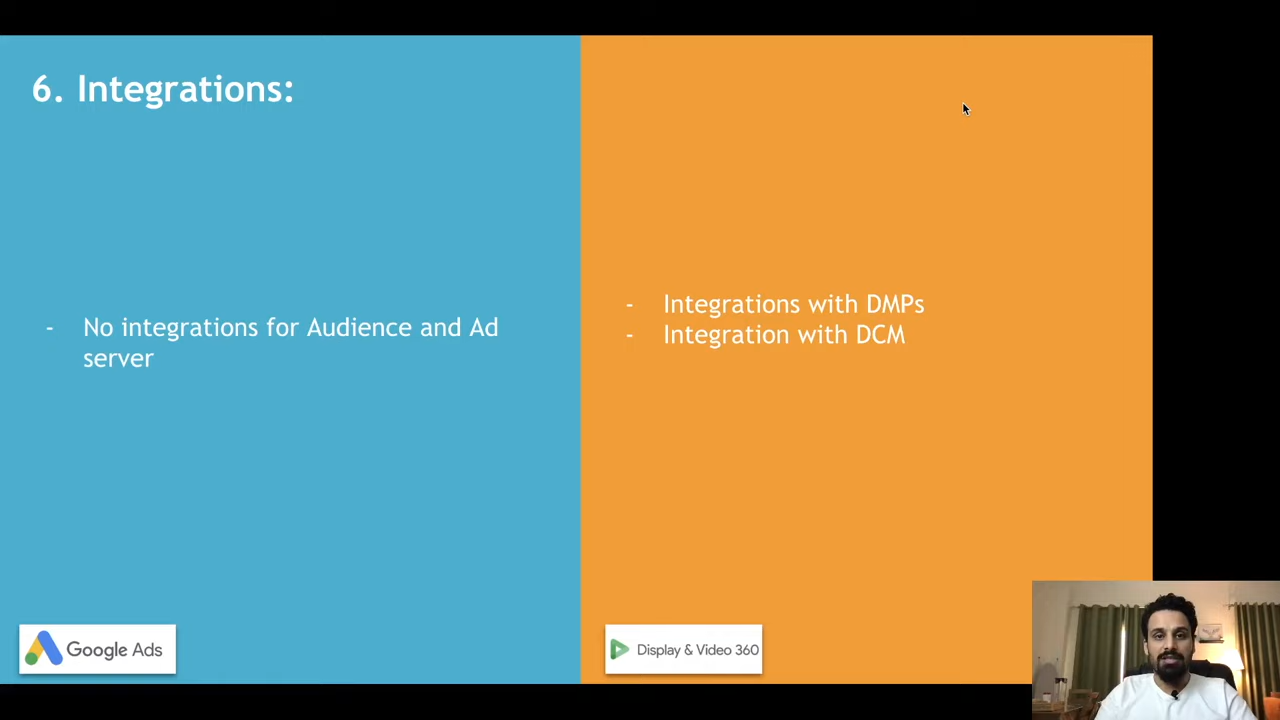 6. Integrations:
- No integrations for Audience and Ad
server
- Integrations with DMPs
- Integration with DCM
Google Ads
Display & Video 360